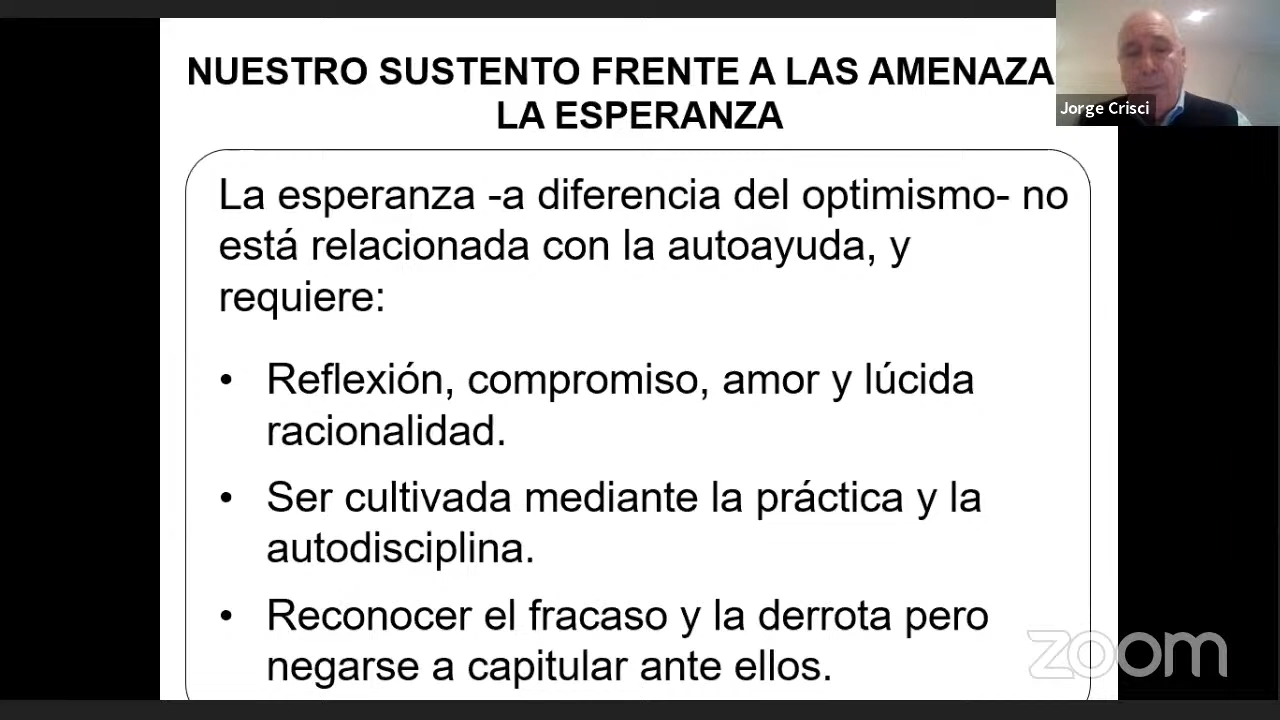 NUESTRO SUSTENTO FRENTE A LAS AMENAZA
LA ESPERANZA
Jorge Crisci
La esperanza -a diferencia del optimismo- no
está relacionada con la autoayuda, y
requiere:
• Reflexión, compromiso, amor y lúcida
racionalidad.
• Ser cultivada mediante la práctica y la
autodisciplina.
• Reconocer el fracaso y la derrota pero
negarse a capitular ante ellos.
zoom